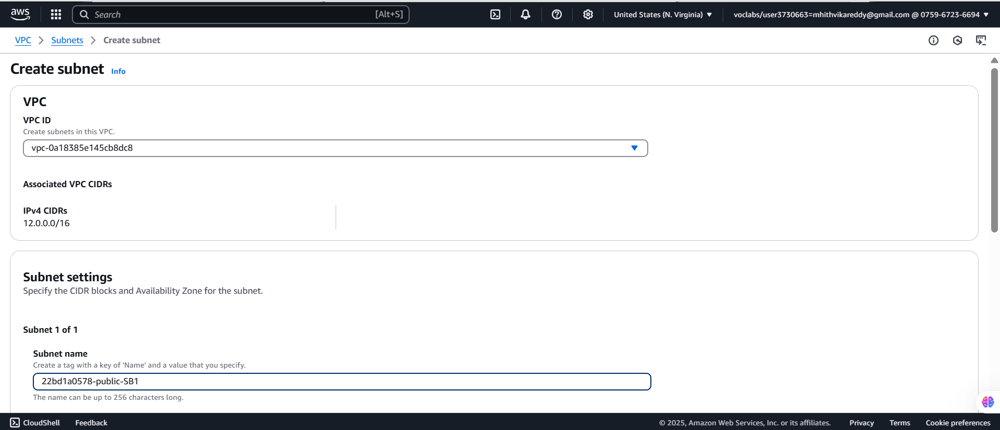 aws
Search [Alt+S]
United States (N. Virginia)
voclabs/user3730663=mhithvikareddy@gmail.com @ 0759-6723-6694
VPC > Subnets > Create subnet
Create subnet Info
VPC
VPC ID
Create subnets in this VPC.
vpc-0a18385e145cb8dc8
Associated VPC CIDRs
IPv4 CIDRs
12.0.0.0/16
Subnet settings
Specify the CIDR blocks and Availability Zone for the subnet.
Subnet 1 of 1
Subnet name
Create a tag with a key of 'Name' and a value that you specify.
22bd1a0578-public-SB1
The name can be up to 256 characters long.
CloudShell Feedback
© 2025, Amazon Web Services, Inc. or its affiliates. Privacy Terms Cookie preferences